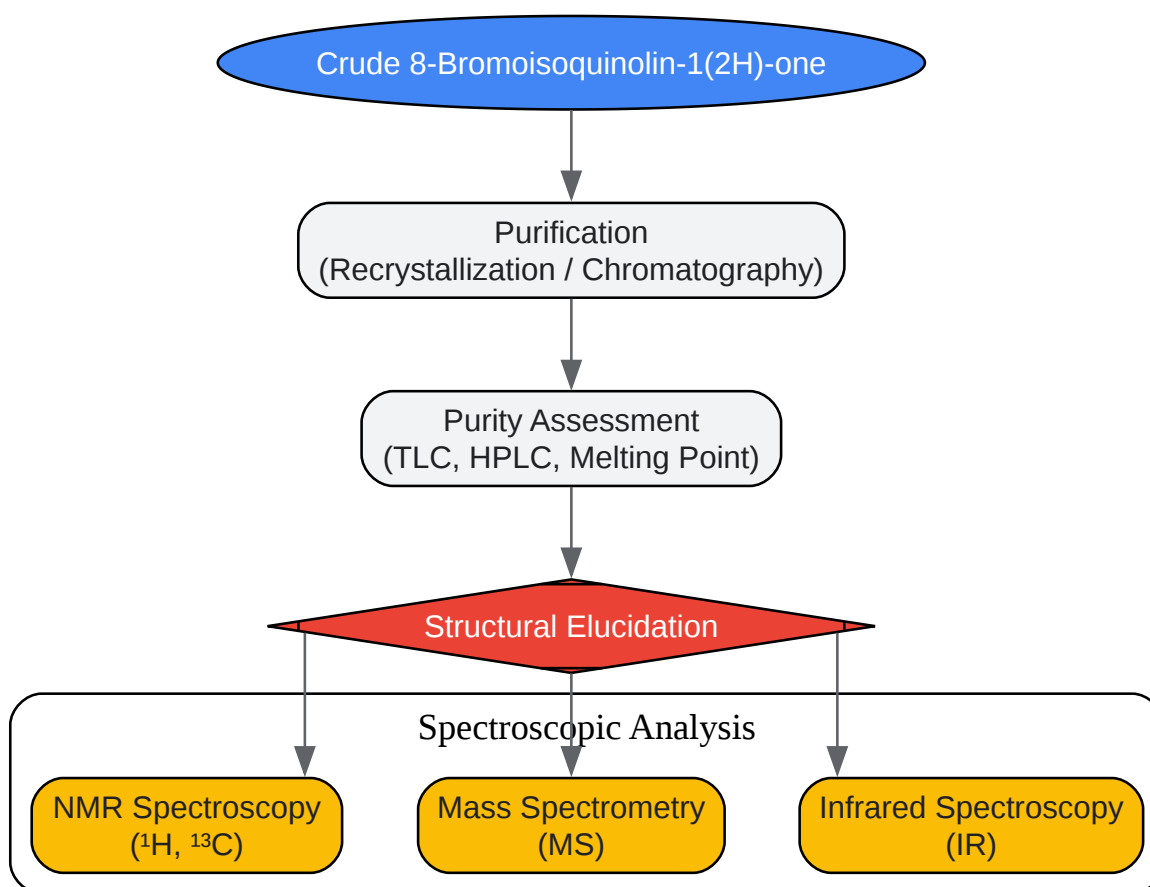 Crude 8-Bromoisoquinolin-1(2H)-one
Purification
(Recrystallization / Chromatography)
Purity Assessment
(TLC, HPLC, Melting Point)
Structural Elucidation
Spectroscopic Analysis
NMR Spectroscopy
(¹H, ¹³C)
Mass Spectrometry
(MS)
Infrared Spectroscopy
(IR)